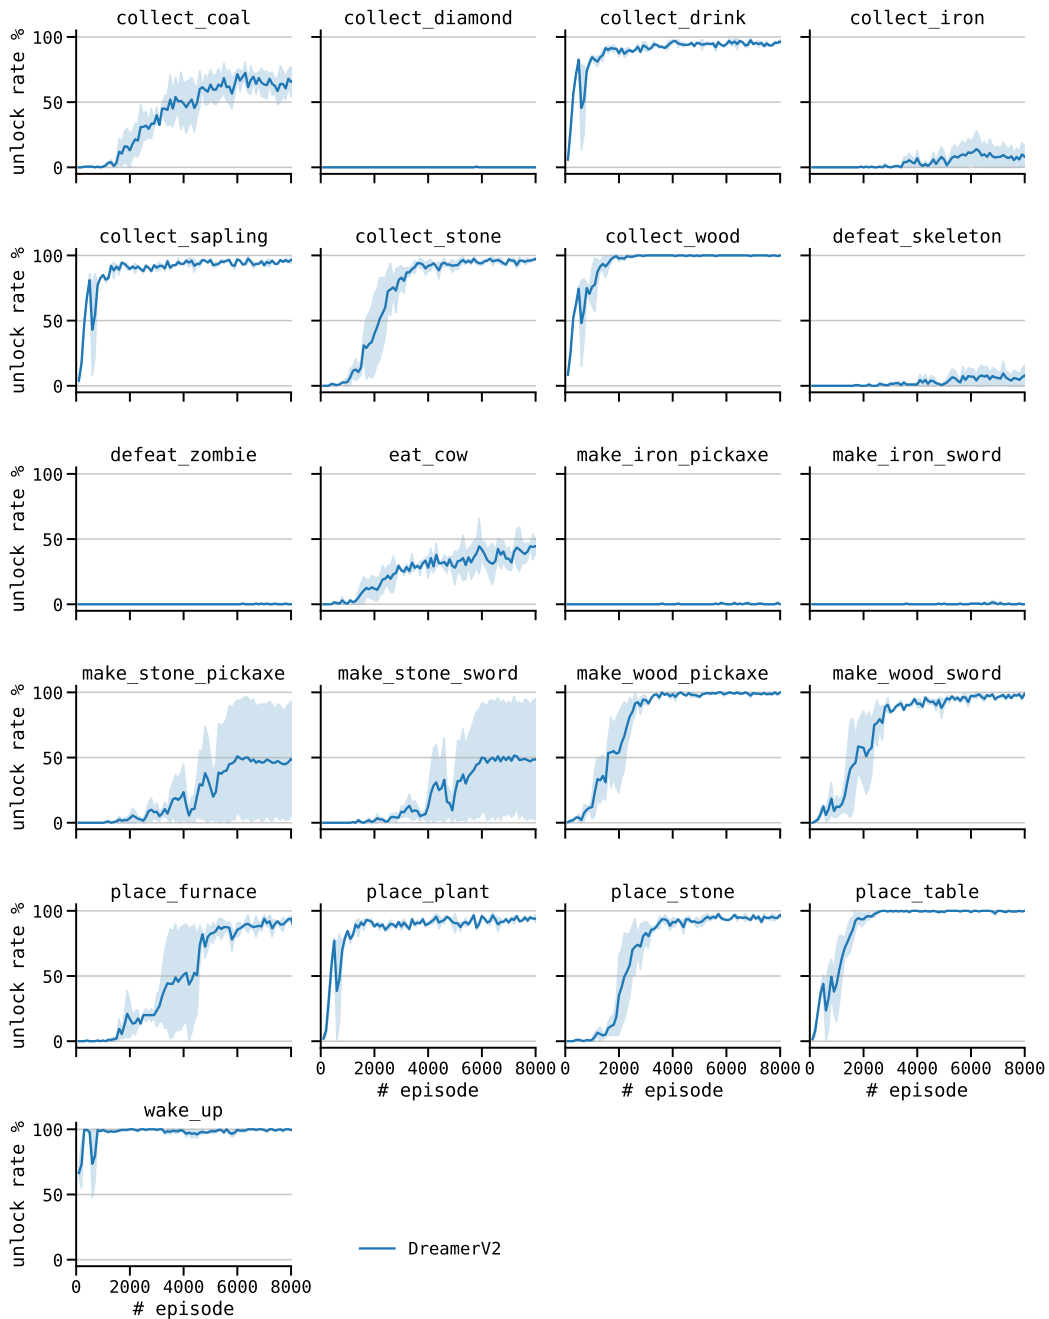 collect_coal collect_diamond collect_drink collect_iron
unlock rate %
100
50
0
collect_sapling collect_stone collect_wood defeat_skeleton
unlock rate %
100
50
0
defeat_zombie eat_cow make_iron_pickaxe make_iron_sword
unlock rate %
100
50
0
make_stone_pickaxe make_stone_sword make_wood_pickaxe make_wood_sword
unlock rate %
100
50
0
place_furnace place_plant place_stone place_table
unlock rate %
100
50
0
0 2000 4000 6000 8000 0 2000 4000 6000 8000 0 2000 4000 6000 8000
# episode # episode # episode
wake_up
unlock rate %
100
50
0
0 2000 4000 6000 8000
# episode
DreamerV2